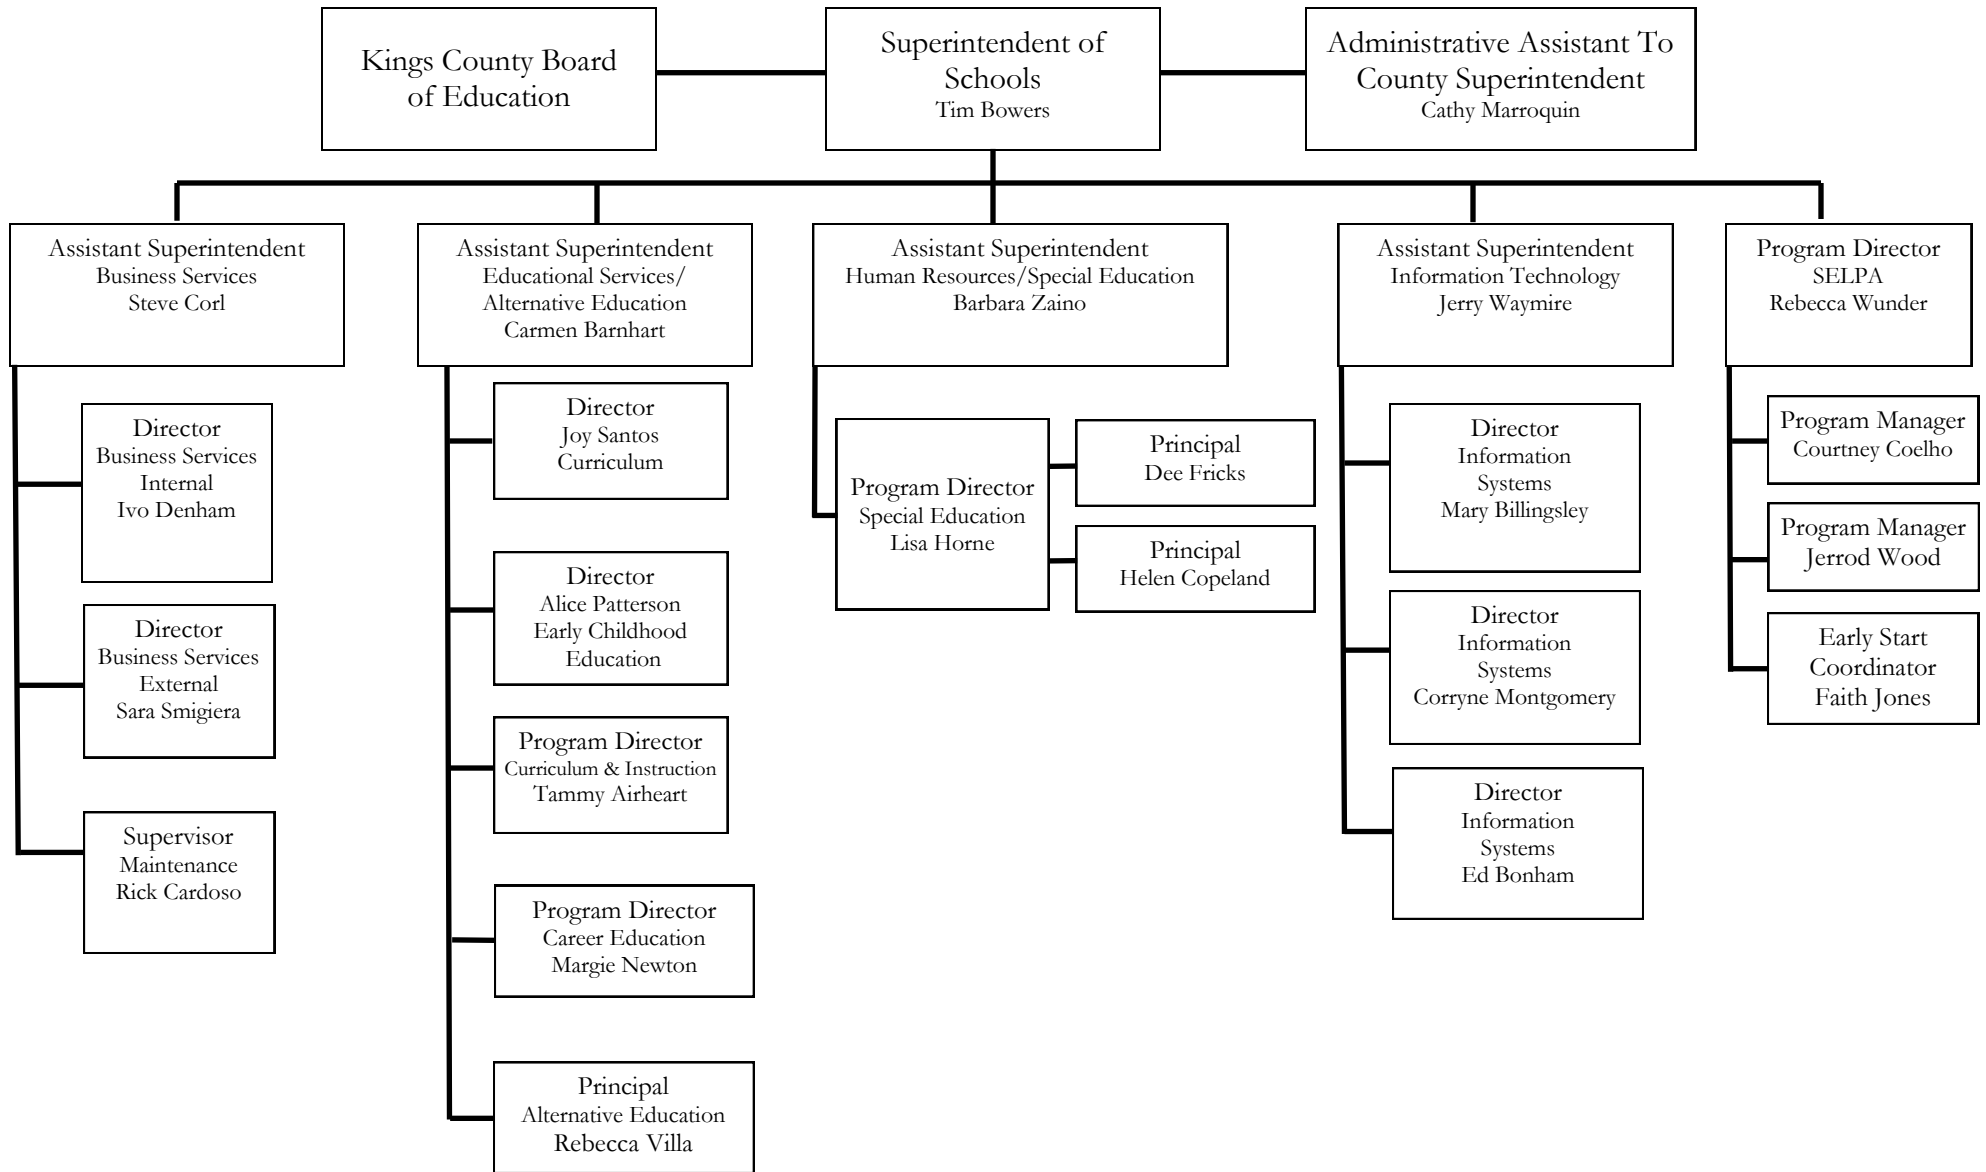 Kings County Board
of Education
Superintendent of
Schools
Tim Bowers
Administrative Assistant To
County Superintendent
Cathy Marroquin
Assistant Superintendent
Business Services
Steve Corl
Assistant Superintendent
Educational Services/
Alternative Education
Carmen Barnhart
Assistant Superintendent
Human Resources/Special Education
Barbara Zaino
Assistant Superintendent
Information Technology
Jerry Waymire
Program Director
SELPA
Rebecca Wunder
Director
Business Services
Internal
Ivo Denham
Director
Business Services
External
Sara Smigiera
Supervisor
Maintenance
Rick Cardoso
Director
Joy Santos
Curriculum
Director
Alice Patterson
Early Childhood
Education
Program Director
Curriculum & Instruction
Tammy Airheart
Program Director
Career Education
Margie Newton
Principal
Alternative Education
Rebecca Villa
Program Director
Special Education
Lisa Horne
Principal
Dee Fricks
Principal
Helen Copeland
Director
Information
Systems
Mary Billingsley
Director
Information
Systems
Corryne Montgomery
Director
Information
Systems
Ed Bonham
Program Manager
Courtney Coelho
Program Manager
Jerrod Wood
Early Start
Coordinator
Faith Jones